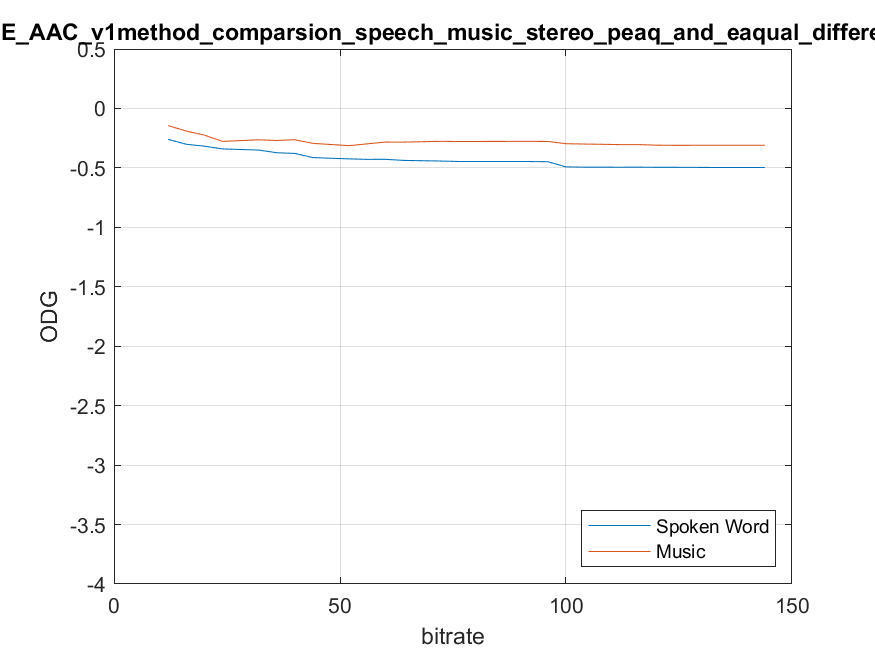 E_AAC_v1method_comparsion_speech_music_stereo_peaq_and_eaqual_differe
0.5
0
-0.5
-1
-1.5
-2
-2.5
-3
-3.5
-4
ODG
Spoken Word
Music
0 50 100 150
bitrate